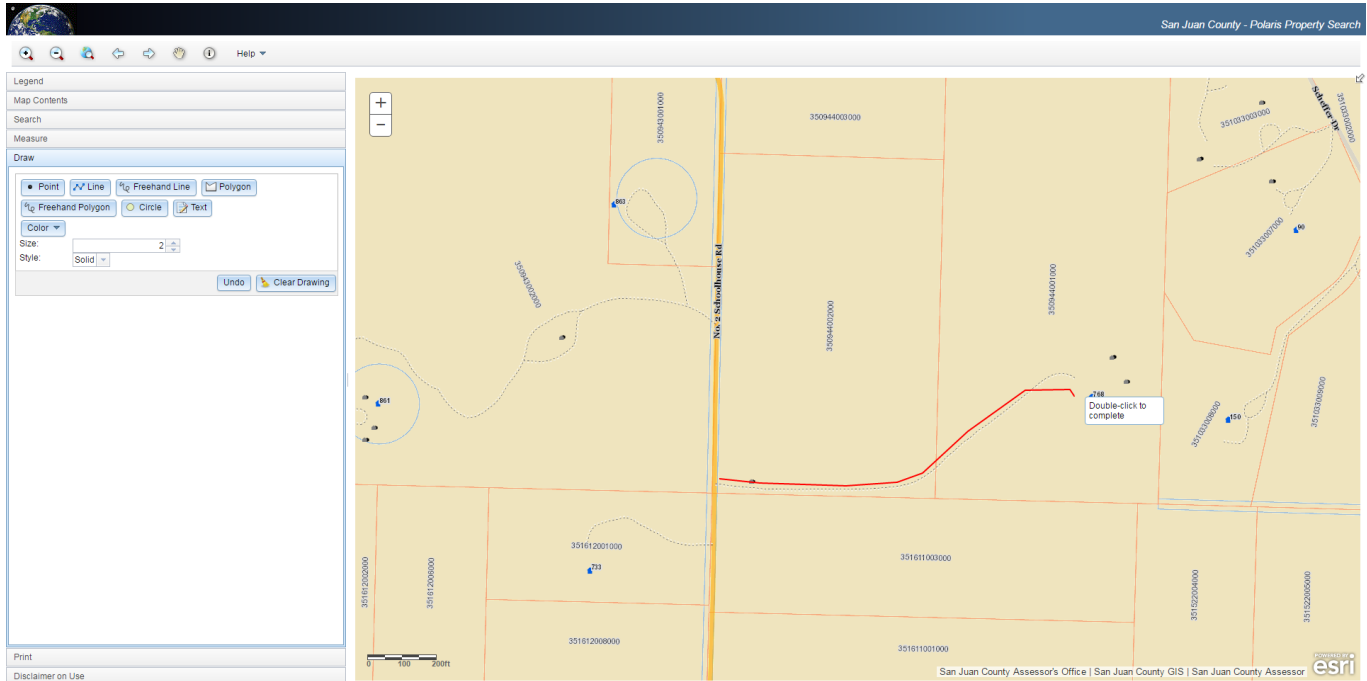 San Juan County - Polaris Property Search
Help
Legend
Map Contents
Search
Measure
Draw
Point
Line
Freehand Line
Polygon
Freehand Polygon
Circle
Text
Color
Size:
2
Style:
Solid
Undo
Clear Drawing
Print
Disclaimer on Use
+
−
350943001000
350944003000
Scheffer Dr
351033002000
351033003000
863
90
351033007000
No. 2 Schoolhouse Rd
350943002000
350944002000
350944001000
861
768
Double-click to
complete
150
351033008000
351033009000
351612001000
733
351611003000
351612002000
351612006000
351522004000
351522005000
351612008000
351611001000
0 100 200ft
San Juan County Assessor's Office | San Juan County GIS | San Juan County Assessor
POWERED BY
esri